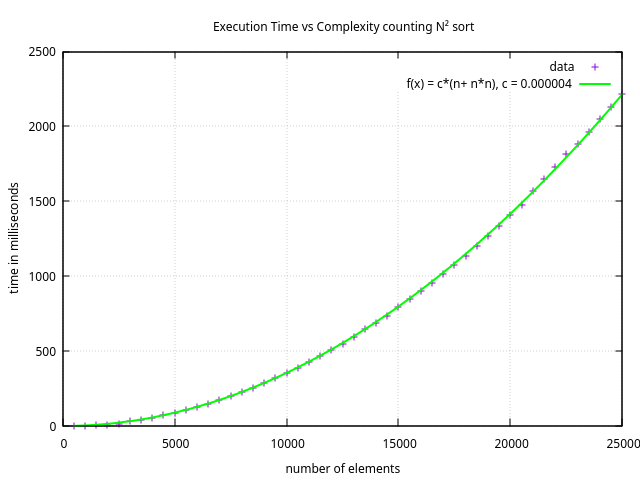 Execution Time vs Complexity counting N² sort
2500
data
f(x) = c*(n+ n*n), c = 0.000004
2000
1500
time in milliseconds
1000
500
0
0 5000 10000 15000 20000 25000
number of elements